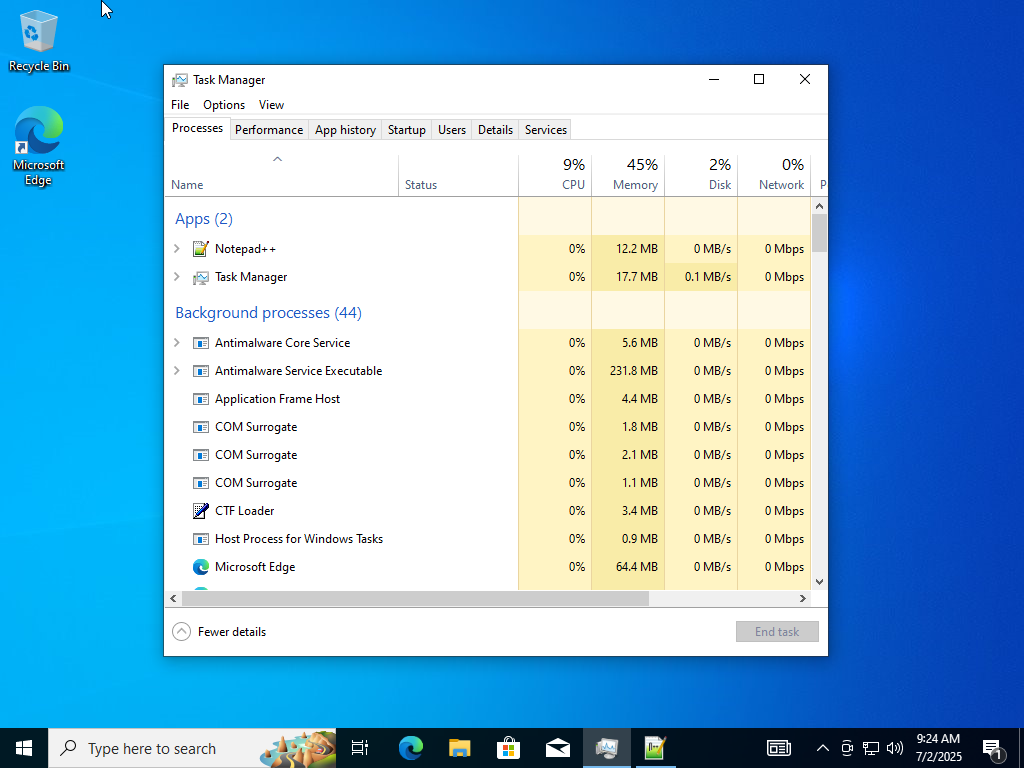 Recycle Bin
Microsoft
Edge
Task Manager
File Options View
Processes Performance App history Startup Users Details Services
9% 45% 2% 0%
Name Status CPU Memory Disk Network P
Apps (2)
Notepad++ 0% 12.2 MB 0 MB/s 0 Mbps
Task Manager 0% 17.7 MB 0.1 MB/s 0 Mbps
Background processes (44)
Antimalware Core Service 0% 5.6 MB 0 MB/s 0 Mbps
Antimalware Service Executable 0% 231.8 MB 0 MB/s 0 Mbps
Application Frame Host 0% 4.4 MB 0 MB/s 0 Mbps
COM Surrogate 0% 1.8 MB 0 MB/s 0 Mbps
COM Surrogate 0% 2.1 MB 0 MB/s 0 Mbps
COM Surrogate 0% 1.1 MB 0 MB/s 0 Mbps
CTF Loader 0% 3.4 MB 0 MB/s 0 Mbps
Host Process for Windows Tasks 0% 0.9 MB 0 MB/s 0 Mbps
Microsoft Edge 0% 64.4 MB 0 MB/s 0 Mbps
Fewer details End task
Type here to search
9:24 AM
7/2/2025
1